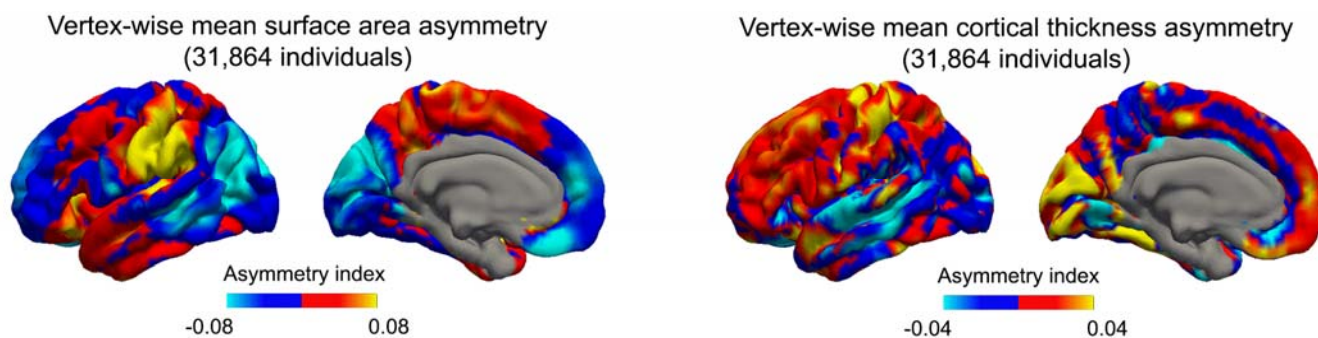 Vertex-wise mean surface area asymmetry
(31,864 individuals)
Asymmetry index
-0.08
0.08
Vertex-wise mean cortical thickness asymmetry
(31,864 individuals)
Asymmetry index
-0.04
0.04